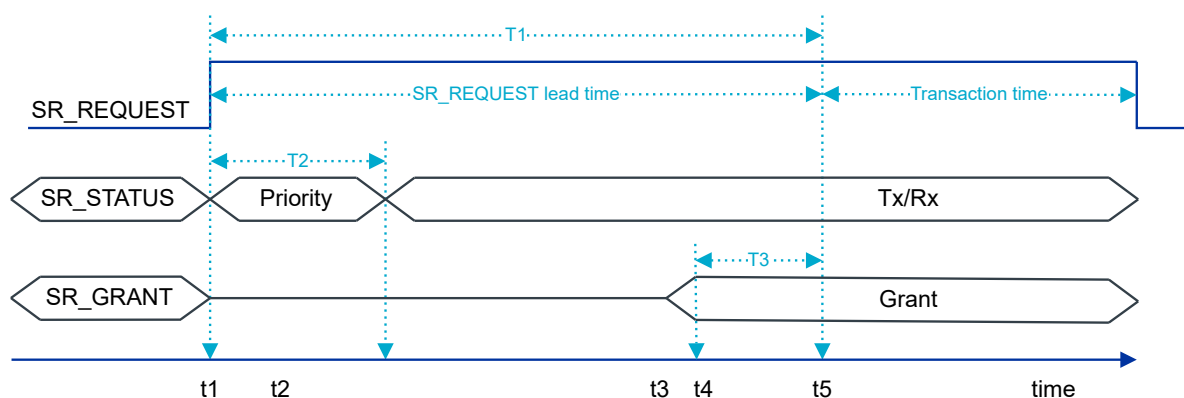 T1
SR_REQUEST
SR_REQUEST lead time
Transaction time
T2
SR_STATUS
Priority
Tx/Rx
T3
SR_GRANT
Grant
t1
t2
t3
t4
t5
time